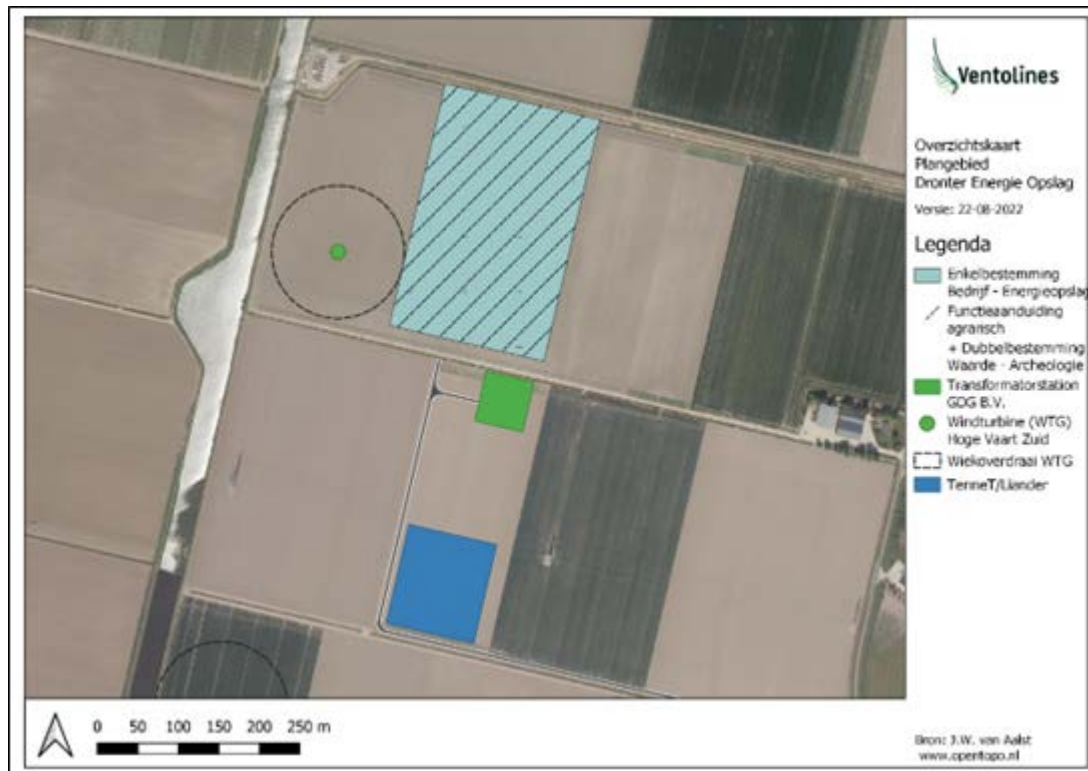 Ventolines
Overzichtskaart
Plangebied
Dronter Energie Opslag
Versie: 22-08-2022
Legenda
Enkelbestemming
Bedrijf - Energieopslag
Functieaanduiding
agrarisch
+ Dubbelbestemming
Waarde - Archeologie
Transformatorstation
GOG B.V.
Windturbine (WTG)
Hoge Vaart Zuid
Wiekoverdraai WTG
TenneT/Liander
0 50 100 150 200 250 m
Bron: J.W. van Aalst
www.opentopo.nl